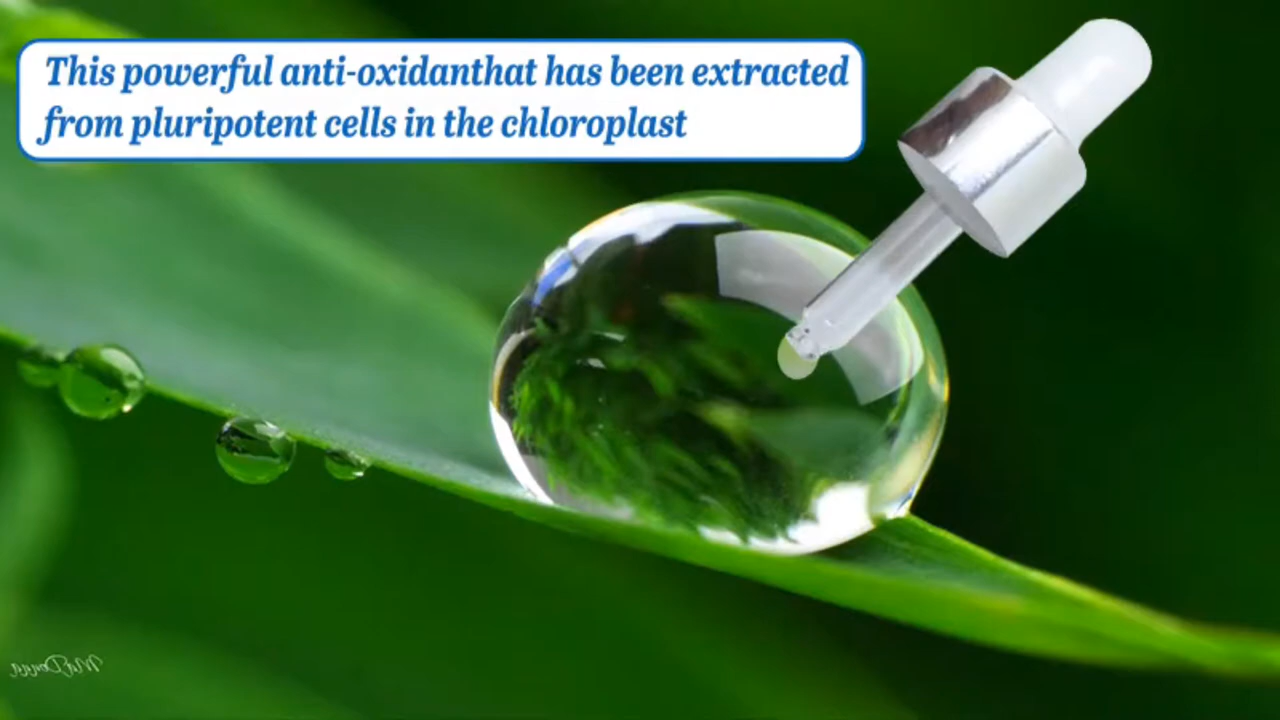 This powerful anti-oxidanthat has been extracted
from pluripotent cells in the chloroplast